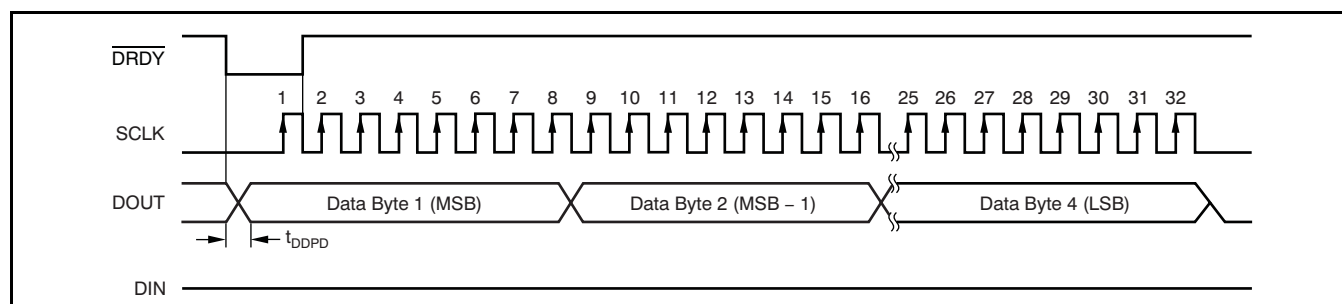 DRDY
1 2 3 4 5 6 7 8 9 10 11 12 13 14 15 16 25 26 27 28 29 30 31 32
SCLK
DOUT Data Byte 1 (MSB) Data Byte 2 (MSB − 1) Data Byte 4 (LSB)
tDDPD
DIN